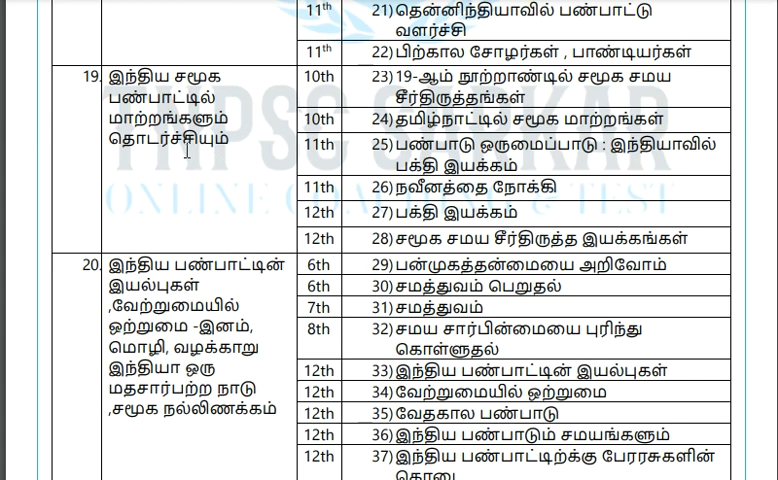 11th 21)தென்னிந்தியாவில் பண்பாட்டு
வளர்ச்சி
11th 22)பிற்கால சோழர்கள் , பாண்டியர்கள்
19. இந்திய சமூக
பண்பாட்டில்
மாற்றங்களும்
தொடர்ச்சியும்
10th 23)19-ஆம் நூற்றாண்டில் சமூக சமய
சீர்திருத்தங்கள்
10th 24)தமிழ்நாட்டில் சமூக மாற்றங்கள்
11th 25)பண்பாடு ஒருமைப்பாடு : இந்தியாவில்
பக்தி இயக்கம்
11th 26)நவீனத்தை நோக்கி
12th 27)பக்தி இயக்கம்
12th 28)சமூக சமய சீர்திருத்த இயக்கங்கள்
20. இந்திய பண்பாட்டின்
இயல்புகள்
,வேற்றுமையில்
ஒற்றுமை -இனம்,
மொழி, வழக்காறு
இந்தியா ஒரு
மதசார்பற்ற நாடு
,சமூக நல்லிணக்கம்
6th 29)பன்முகத்தன்மையை அறிவோம்
6th 30)சமத்துவம் பெறுதல்
7th 31)சமத்துவம்
8th 32)சமய சார்பின்மையை புரிந்து
கொள்ளுதல்
12th 33)இந்திய பண்பாட்டின் இயல்புகள்
12th 34)வேற்றுமையில் ஒற்றுமை
12th 35)வேதகால பண்பாடு
12th 36)இந்திய பண்பாடும் சமயங்களும்
12th 37)இந்திய பண்பாட்டிற்க்கு பேரரசுகளின்
TNPSC SARKAR
ONLINE COACHING & TEST